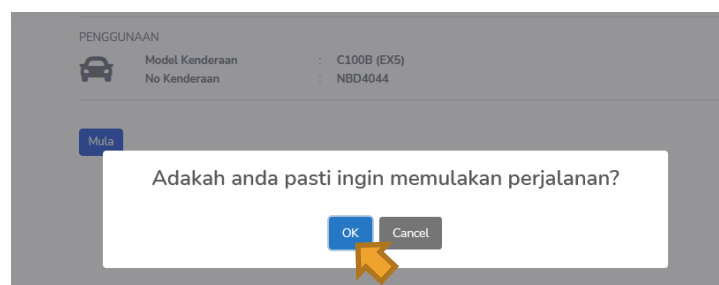 PENGGUNAAN
Model Kenderaan : C100B (EX5)
No Kenderaan : NBD4044
Mula
Adakah anda pasti ingin memulakan perjalanan?
OK Cancel